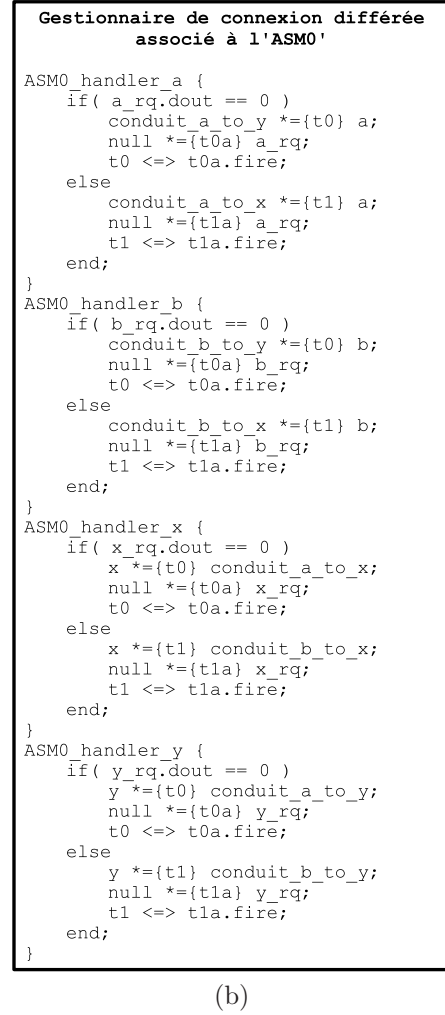 Gestionnaire de connexion différée
associé à l'ASM0'
ASM0_handler_a {
if( a_rq.dout == 0 )
conduit_a_to_y *={t0} a;
null *={t0a} a_rq;
t0 <=> t0a.fire;
else
conduit_a_to_x *={t1} a;
null *={t1a} a_rq;
t1 <=> t1a.fire;
end;
}
ASM0_handler_b {
if( b_rq.dout == 0 )
conduit_b_to_y *={t0} b;
null *={t0a} b_rq;
t0 <=> t0a.fire;
else
conduit_b_to_x *={t1} b;
null *={t1a} b_rq;
t1 <=> t1a.fire;
end;
}
ASM0_handler_x {
if( x_rq.dout == 0 )
x *={t0} conduit_a_to_x;
null *={t0a} x_rq;
t0 <=> t0a.fire;
else
x *={t1} conduit_b_to_x;
null *={t1a} x_rq;
t1 <=> t1a.fire;
end;
}
ASM0_handler_y {
if( y_rq.dout == 0 )
y *={t0} conduit_a_to_y;
null *={t0a} y_rq;
t0 <=> t0a.fire;
else
y *={t1} conduit_b_to_y;
null *={t1a} y_rq;
t1 <=> t1a.fire;
end;
}
(b)